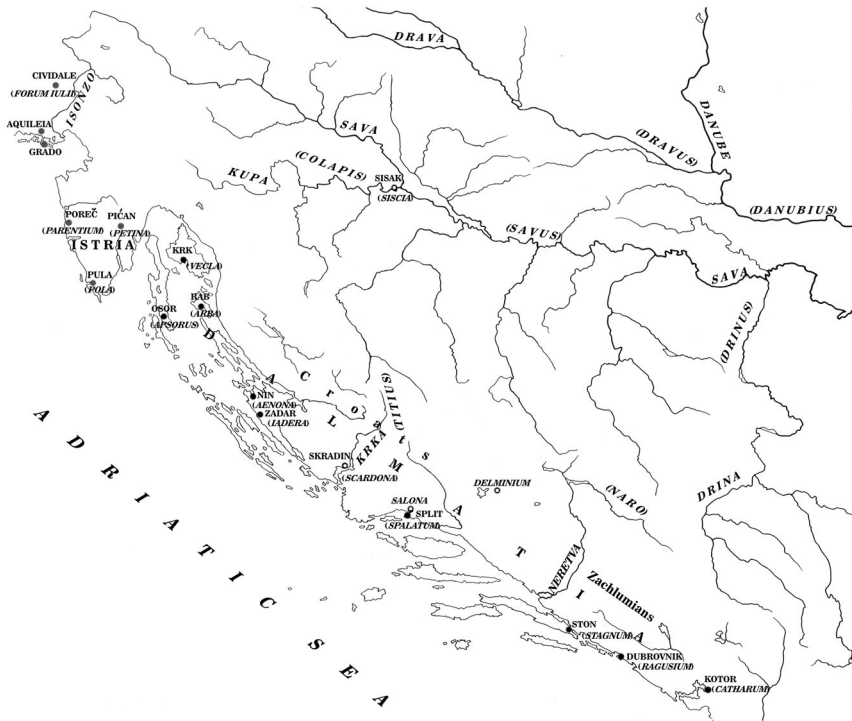 DRAVA
CIVIDALE
(FORUM IULII)
ISONZO
AQUILEIA
GRADO
SAVA
DANUBE
(DRAVUS)
(COLAPIS)
KUPA
SISAK
(SISCIA)
(DANUBIUS)
(SAVUS)
SAVA
POREČ
(PARENTIUM)
PIĆAN
(PETINA)
ISTRIA
KRK
(VECLA)
PULA
(POLA)
RAB
(ARBA)
OSOR
(APSORUS)
(DRINUS)
DALMATIA
Croats
NIN
(AENONA)
ZADAR
(IADERA)
(TITIUS)
KRKA
SKRADIN
(SCARDONA)
ADRIATIC SEA
DELMINIUM
SALONA
SPLIT
(SPALATUM)
(NARO)
DRINA
NERETVA
Zachlumians
STON
(STAGNUM)
DUBROVNIK
(RAGUSIUM)
KOTOR
(CATHARUM)